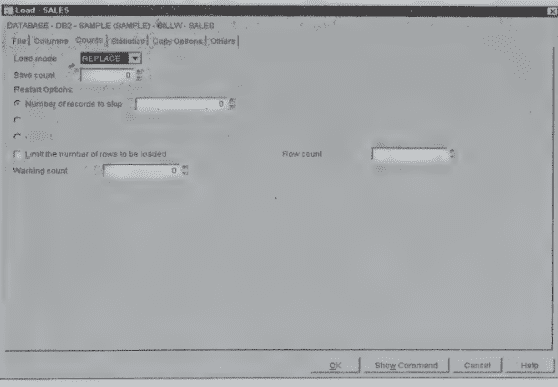 Load - SALES
DATABASE - DB2 - SAMPLE (SAMPLE) - BILLW - SALES
File Columns Counts Statistics Copy Options Others
Load mode REPLACE
Save count 0
Restart Options
Number of records to skip 0
Limit the number of rows to be loaded Row count
Warning count 0
OK Show Command Cancel Help